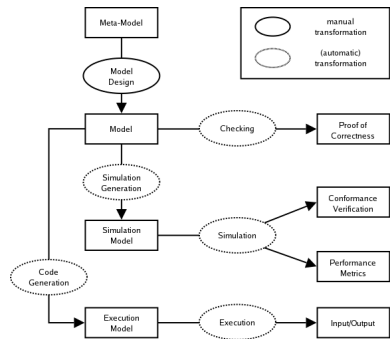 Meta-Model
manual
transformation
(automatic)
transformation
Model
Design
Model
Checking
Proof of
Correctness
Simulation
Generation
Conformance
Verification
Simulation
Model
Simulation
Performance
Metrics
Code
Generation
Execution
Model
Execution
Input/Output